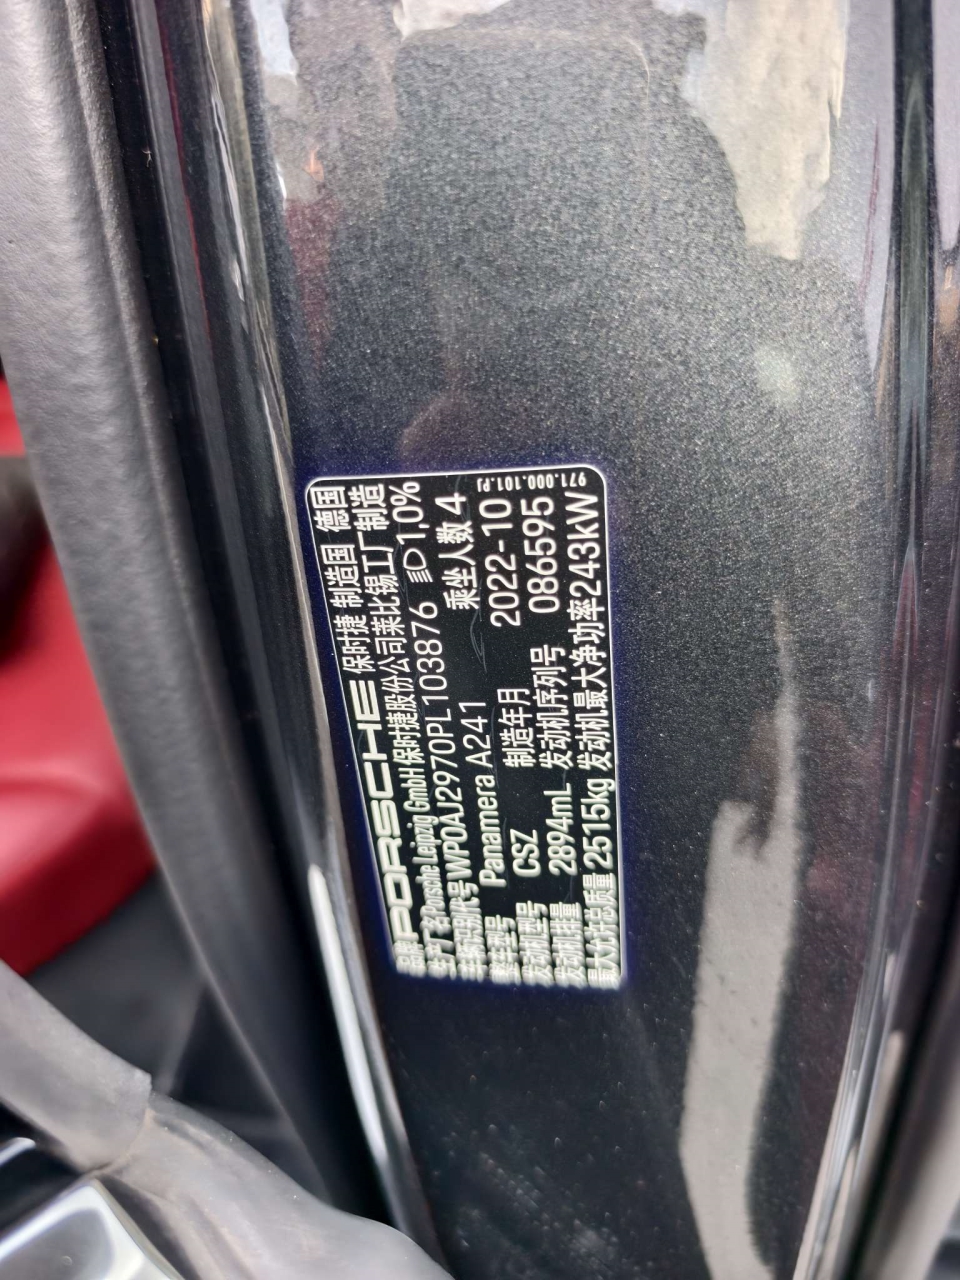 品牌 PORSCHE 保时捷 制造国 德国
生产厂名 Porsche Leipzig GmbH 保时捷股份公司莱比锡工厂制造
车辆识别代号 WP0AJ2970PL103876 1,0%
整车型号 Panamera A241 乘坐人数 4
发动机型号 CSZ 制造年月 2022-10
发动机排量 2894mL 发动机序列号 086595
最大允许总质量 2515kg 发动机最大净功率 243kW
971.000.101.PJ